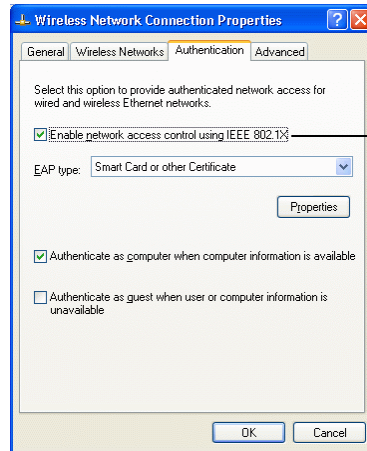 Wireless Network Connection Properties
General Wireless Networks Authentication Advanced
Select this option to provide authenticated network access for
wired and wireless Ethernet networks.
Enable network access control using IEEE 802.1X
EAP type: Smart Card or other Certificate
Properties
Authenticate as computer when computer information is available
Authenticate as guest when user or computer information is
unavailable
OK Cancel